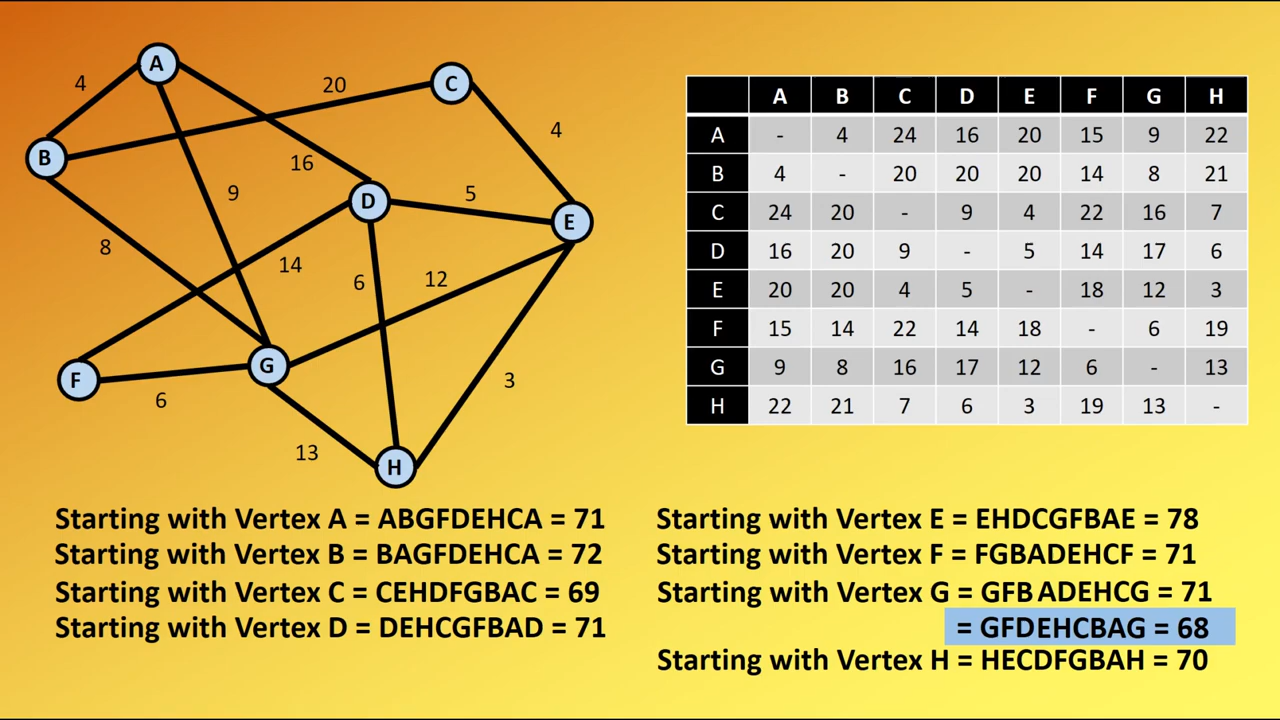 A
4
20
C
B
16
9
D
5
4
E
8
14
6
12
G
F
6
3
13
H
A B C D E F G H
A - 4 24 16 20 15 9 22
B 4 - 20 20 20 14 8 21
C 24 20 - 9 4 22 16 7
D 16 20 9 - 5 14 17 6
E 20 20 4 5 - 18 12 3
F 15 14 22 14 18 - 6 19
G 9 8 16 17 12 6 - 13
H 22 21 7 6 3 19 13 -
Starting with Vertex A = ABGFDEHCA = 71
Starting with Vertex B = BAGFDEHCA = 72
Starting with Vertex C = CEHDFGBAC = 69
Starting with Vertex D = DEHCGFBAD = 71
Starting with Vertex E = EHDCGFBAE = 78
Starting with Vertex F = FGBADEHCF = 71
Starting with Vertex G = GFB ADEHCG = 71
= GFDEHCBAG = 68
Starting with Vertex H = HECDFGBAH = 70